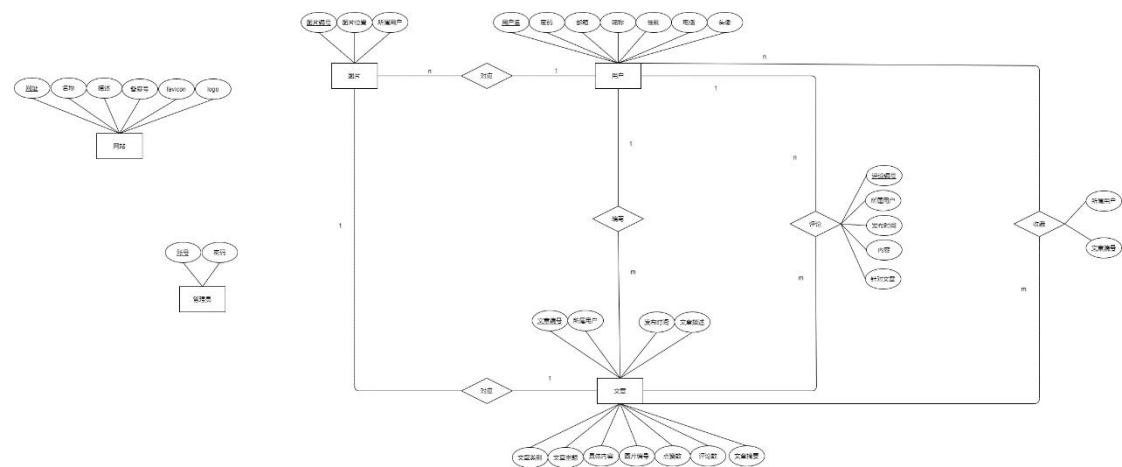 图片编号 图片位置 所属用户
用户名 密码 邮箱 昵称 性别 电话 头像
图片
n
对应
1
用户
n
1
网址 名称 描述 备案号 favicon logo
网站
1
n
评论编号
所属用户
发布时间
内容
针对文章
所属用户
文章编号
1
编写
评论
收藏
账号 密码
管理员
m
m
m
文章编号 所属用户 发布时间 文章描述
对应
1
文章
文章类别 文章标题 具体内容 图片编号 点赞数 评论数 文章摘要